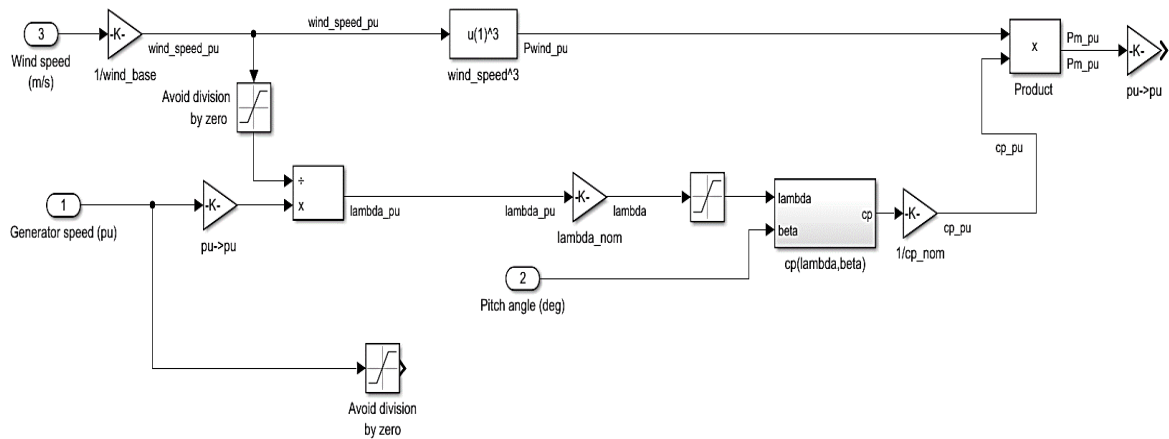 3
Wind speed
(m/s)
-K-
1/wind_base
wind_speed_pu
wind_speed_pu
u(1)^3
wind_speed^3
Pwind_pu
x
Product
Pm_pu
Pm_pu
-K-
pu->pu
Avoid division
by zero
÷
x
lambda_pu
1
Generator speed (pu)
-K-
pu->pu
lambda_pu
-K-
lambda_nom
lambda
lambda
beta
cp
cp(lambda,beta)
-K-
1/cp_nom
cp_pu
cp_pu
2
Pitch angle (deg)
Avoid division
by zero